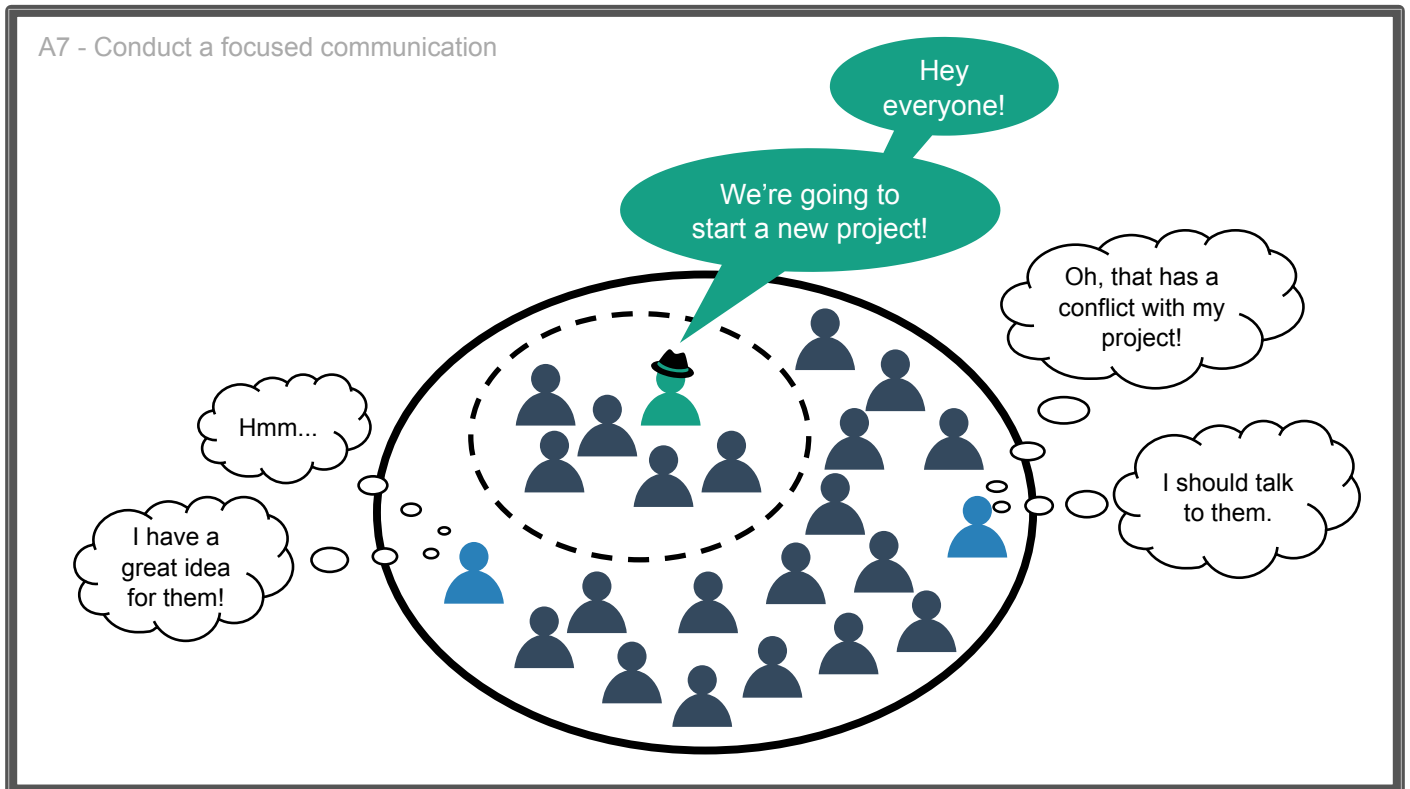 A7 - Conduct a focused communication
Hey
everyone!
We’re going to
start a new project!
Oh, that has a
conflict with my
project!
Hmm...
I should talk
to them.
I have a
great idea
for them!